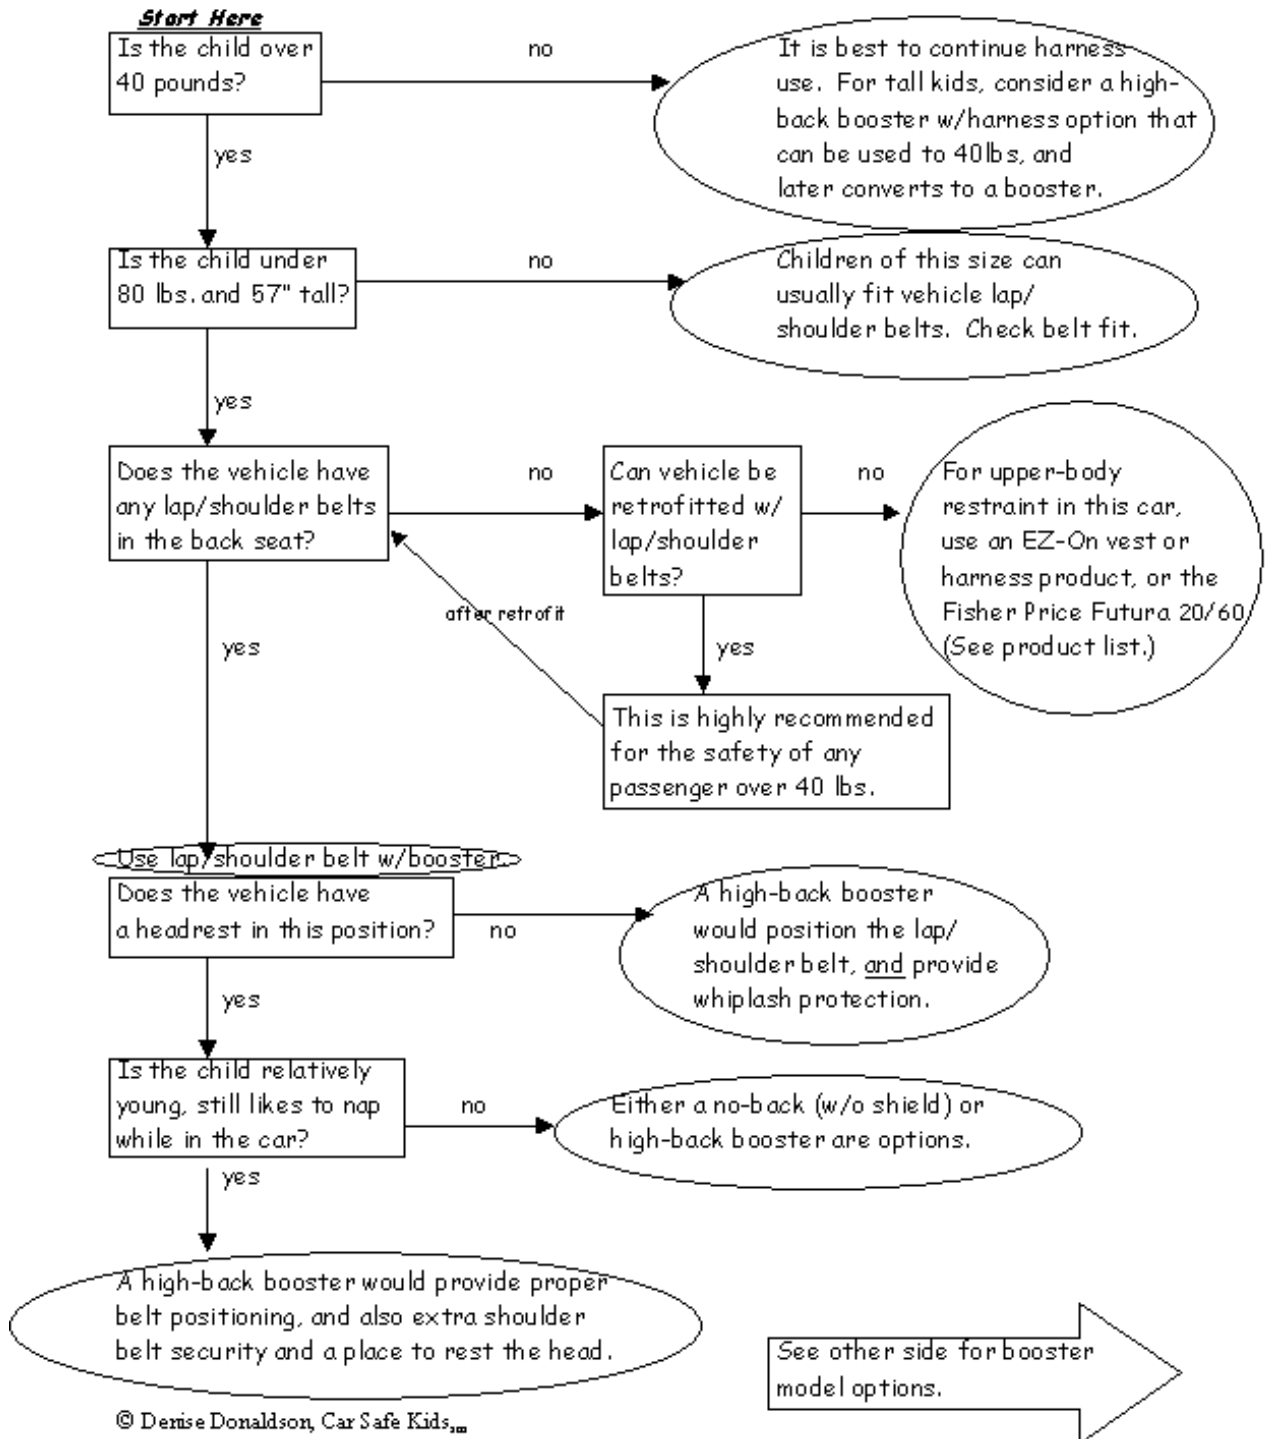 Start Here
Is the child over
40 pounds?
no
It is best to continue harness
use. For tall kids, consider a high-
back booster w/harness option that
can be used to 40lbs, and
later converts to a booster.
yes
Is the child under
80 lbs. and 57" tall?
no
Children of this size can
usually fit vehicle lap/
shoulder belts. Check belt fit.
yes
Does the vehicle have
any lap/shoulder belts
in the back seat?
no
Can vehicle be
retrofitted w/
lap/shoulder
belts?
no
For upper-body
restraint in this car,
use an EZ-On vest or
harness product, or the
Fisher Price Futura 20/60
(See product list.)
after retrofit
yes
yes
This is highly recommended
for the safety of any
passenger over 40 lbs.
Use lap/shoulder belt w/booster.
Does the vehicle have
a headrest in this position?
no
A high-back booster
would position the lap/
shoulder belt, and provide
whiplash protection.
yes
Is the child relatively
young, still likes to nap
while in the car?
no
Either a no-back (w/o shield) or
high-back booster are options.
yes
A high-back booster would provide proper
belt positioning, and also extra shoulder
belt security and a place to rest the head.
See other side for booster
model options.
© Denise Donaldson, Car Safe Kids,